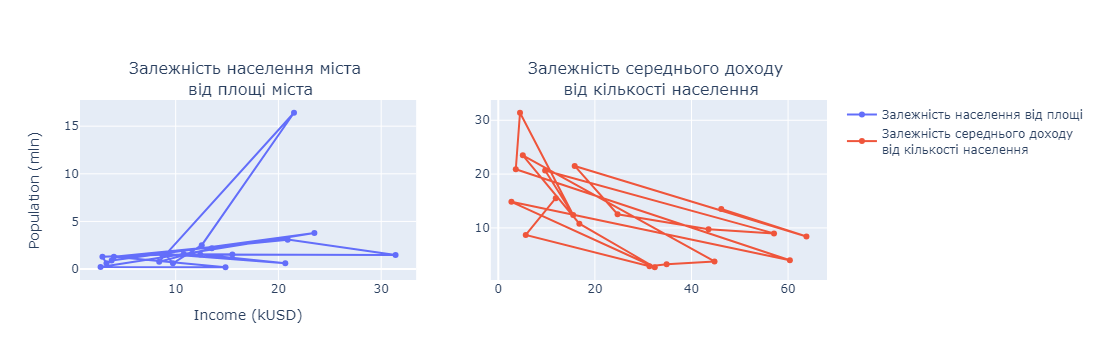 Залежність населення міста
від площі міста
Залежність середнього доходу
від кількості населення
Population (mln)
15
10
5
0
10
20
30
Income (kUSD)
30
20
10
0
20
40
60
Залежність населення від площі
Залежність середнього доходу
від кількості населення